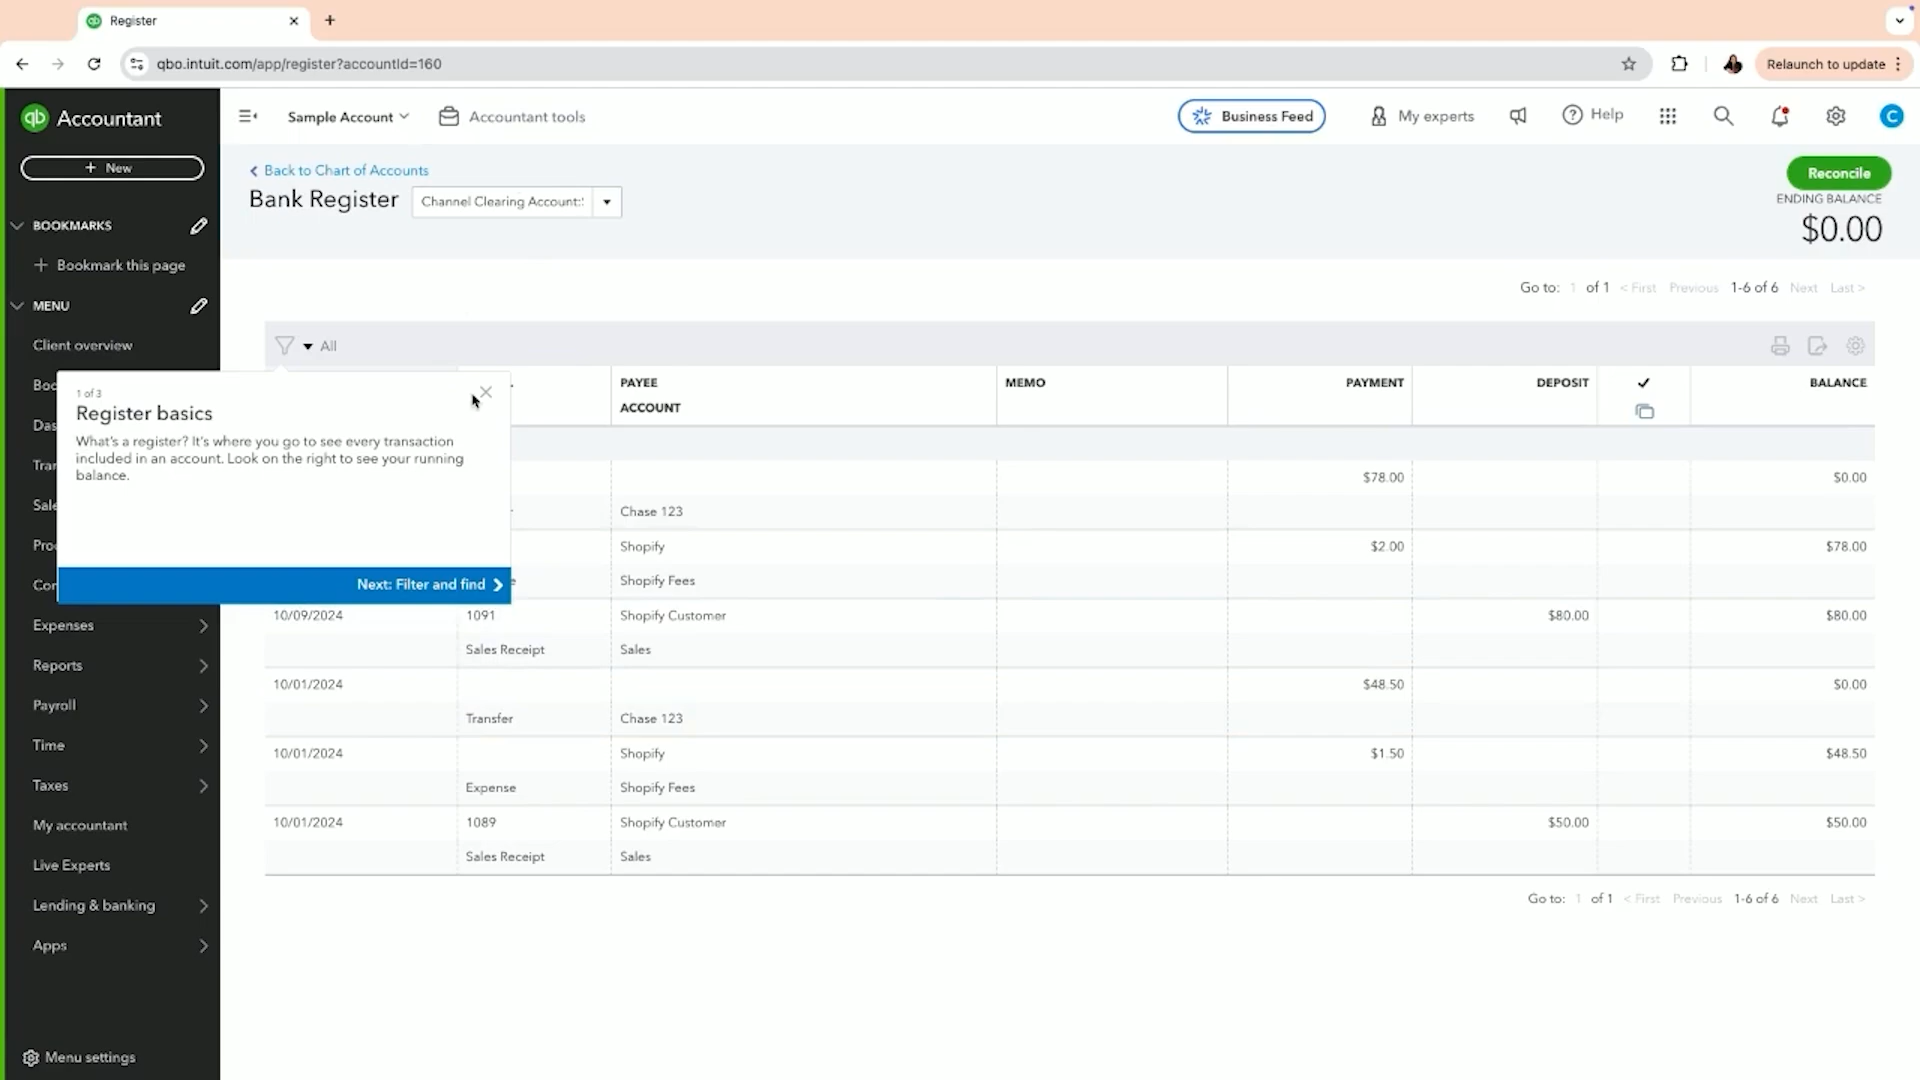 Register
qbo.intuit.com/app/register?accountId=160
Relaunch to update
qb Accountant
Sample Account
Accountant tools
Business Feed
My experts
Help
C
+ New
Back to Chart of Accounts
Bank Register
Channel Clearing Account:
Reconcile
ENDING BALANCE
$0.00
BOOKMARKS
Bookmark this page
MENU
Client overview
Expenses
Reports
Payroll
Time
Taxes
My accountant
Live Experts
Lending & banking
Apps
Menu settings
Go to: 1 of 1 < First Previous 1-6 of 6 Next Last >
All
1 of 3
Register basics
What's a register? It's where you go to see every transaction
included in an account. Look on the right to see your running
balance.
Next: Filter and find
PAYEE MEMO PAYMENT DEPOSIT BALANCE
ACCOUNT
$78.00 $0.00
Chase 123
Shopify $2.00 $78.00
Shopify Fees
10/09/2024 1091 Shopify Customer $80.00 $80.00
Sales Receipt Sales
10/01/2024 $48.50 $0.00
Transfer Chase 123
10/01/2024 Shopify $1.50 $48.50
Expense Shopify Fees
10/01/2024 1089 Shopify Customer $50.00 $50.00
Sales Receipt Sales
Go to: 1 of 1 < First Previous 1-6 of 6 Next Last >